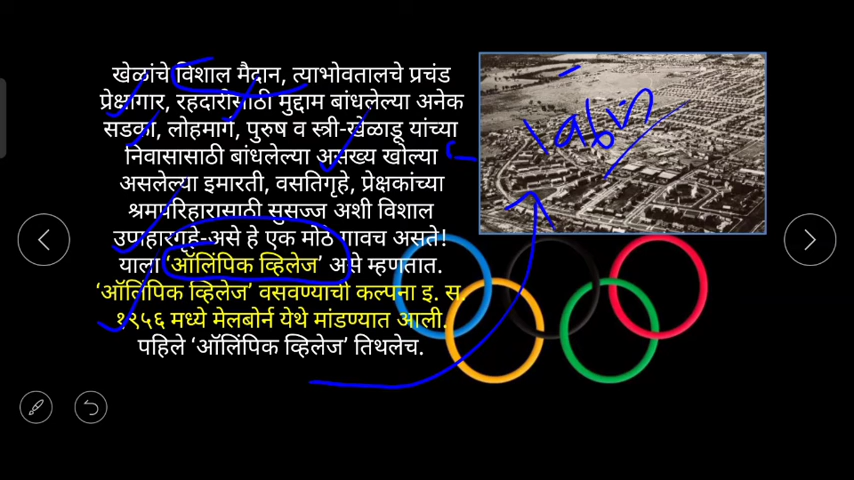 खेळांचे विशाल मैदान, त्याभोवतालचे प्रचंड
प्रेक्षागार, रहदारीसाठी मुद्दाम बांधलेल्या अनेक
सडका, लोहमार्ग, पुरुष व स्त्री-खेळाडू यांच्या
निवासासाठी बांधलेल्या असंख्य खोल्या
असलेल्या इमारती, वसतिगृहे, प्रेक्षकांच्या
श्रमपरिहारासाठी सुसज्ज अशी विशाल
उपाहारगृहे-असे हे एक मोठे गावच असते!
याला ‘ऑलिंपिक व्हिलेज’ असे म्हणतात.
‘ऑलिंपिक व्हिलेज’ वसवण्याची कल्पना इ. स.
१९५६ मध्ये मेलबोर्न येथे मांडण्यात आली.
पहिले ‘ऑलिंपिक व्हिलेज’ तिथलेच.